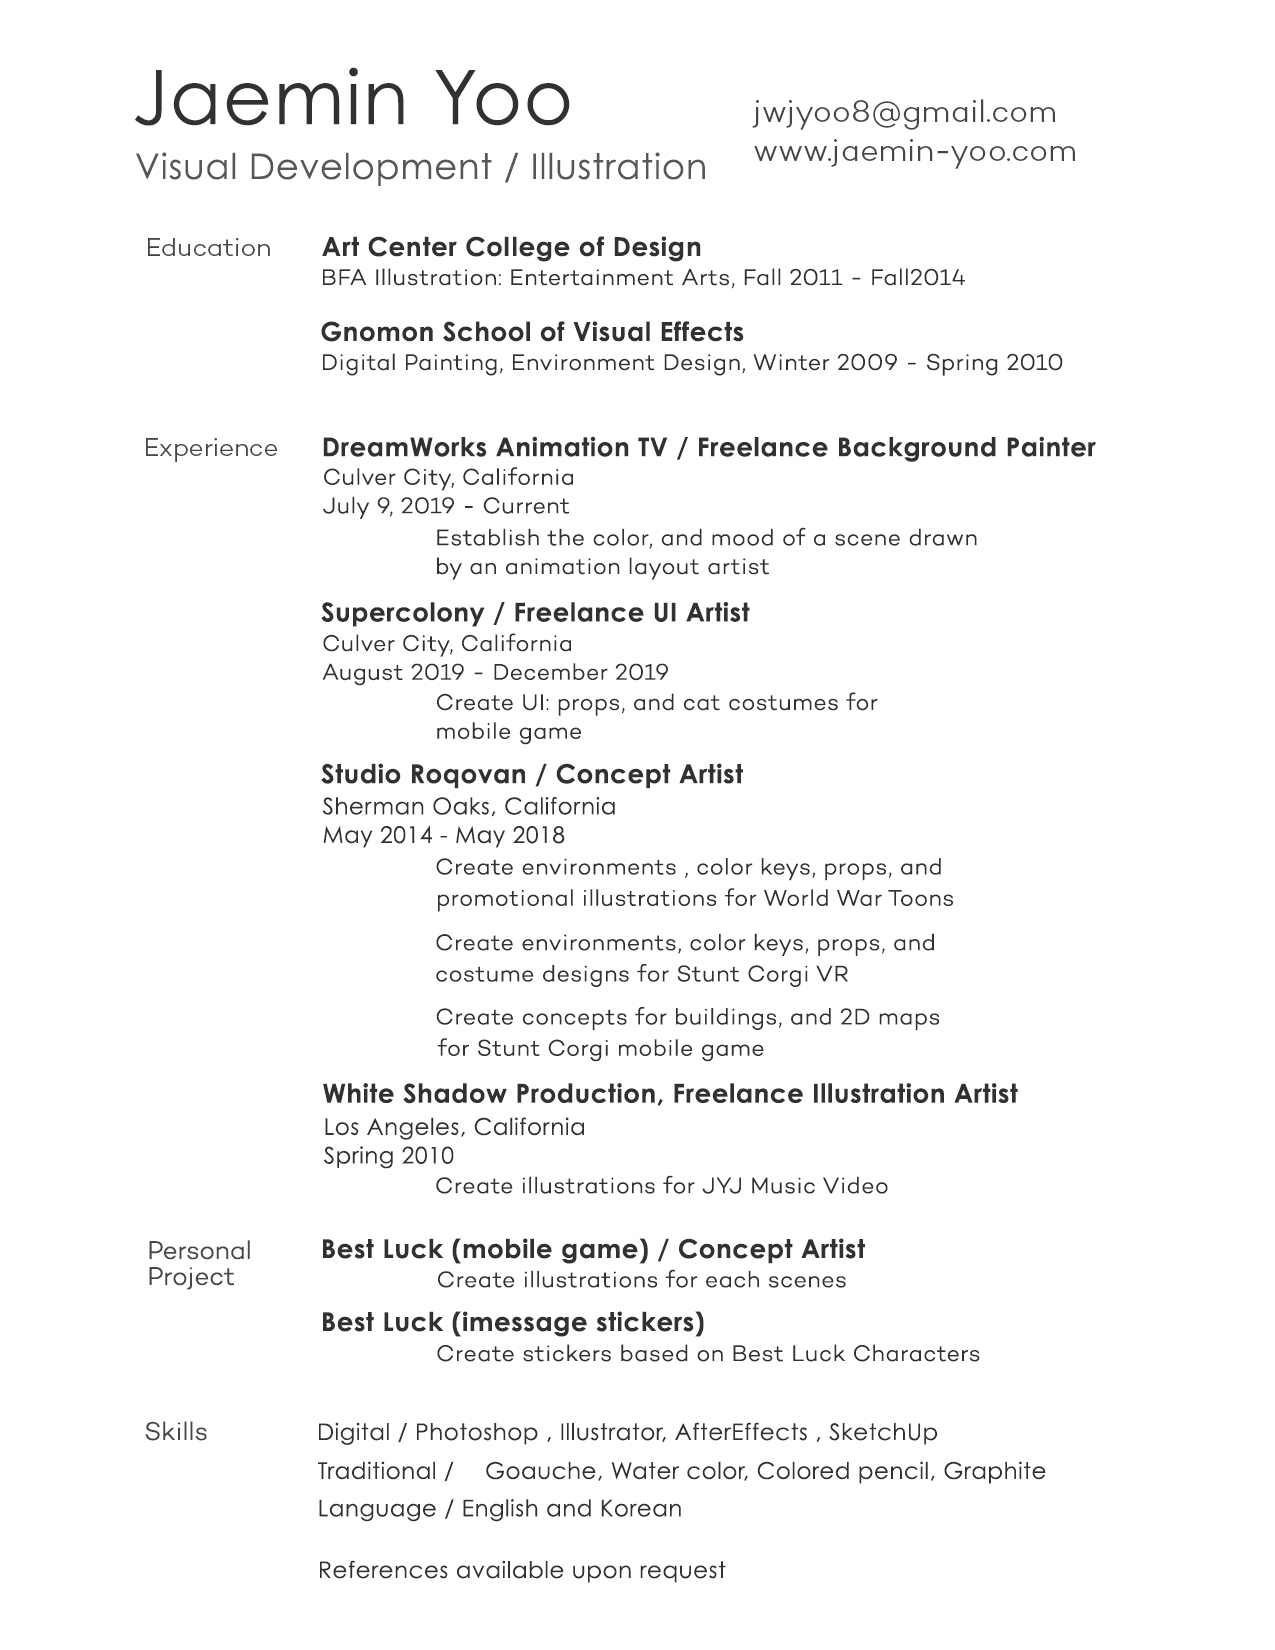 Jaemin Yoo
Visual Development / Illustration
jwjyoo8@gmail.com
www.jaemin-yoo.com
Education
Art Center College of Design
BFA Illustration: Entertainment Arts, Fall 2011 - Fall2014
Gnomon School of Visual Effects
Digital Painting, Environment Design, Winter 2009 - Spring 2010
Experience
DreamWorks Animation TV / Freelance Background Painter
Culver City, California
July 9, 2019 - Current
Establish the color, and mood of a scene drawn
by an animation layout artist
Supercolony / Freelance UI Artist
Culver City, California
August 2019 - December 2019
Create UI: props, and cat costumes for
mobile game
Studio Roqovan / Concept Artist
Sherman Oaks, California
May 2014 - May 2018
Create environments , color keys, props, and
promotional illustrations for World War Toons
Create environments, color keys, props, and
costume designs for Stunt Corgi VR
Create concepts for buildings, and 2D maps
for Stunt Corgi mobile game
White Shadow Production, Freelance Illustration Artist
Los Angeles, California
Spring 2010
Create illustrations for JYJ Music Video
Personal
Project
Best Luck (mobile game) / Concept Artist
Create illustrations for each scenes
Best Luck (imessage stickers)
Create stickers based on Best Luck Characters
Skills
Digital / Photoshop , Illustrator, AfterEffects , SketchUp
Traditional / Goauche, Water color, Colored pencil, Graphite
Language / English and Korean
References available upon request